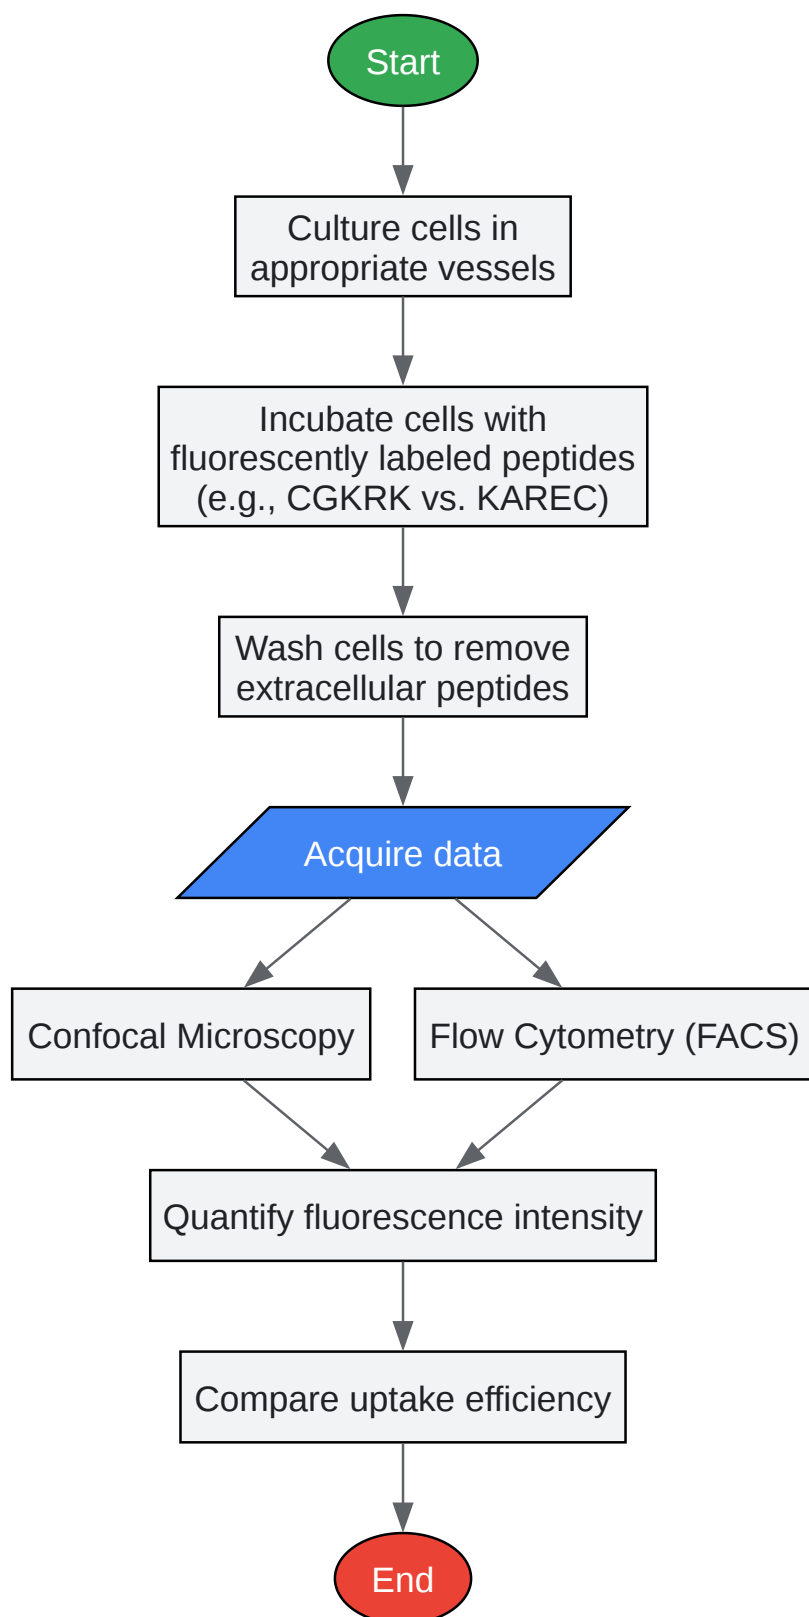 Start
Culture cells in
appropriate vessels
Incubate cells with
fluorescently labeled peptides
(e.g., CGKRK vs. KAREC)
Wash cells to remove
extracellular peptides
Acquire data
Confocal Microscopy
Flow Cytometry (FACS)
Quantify fluorescence intensity
Compare uptake efficiency
End